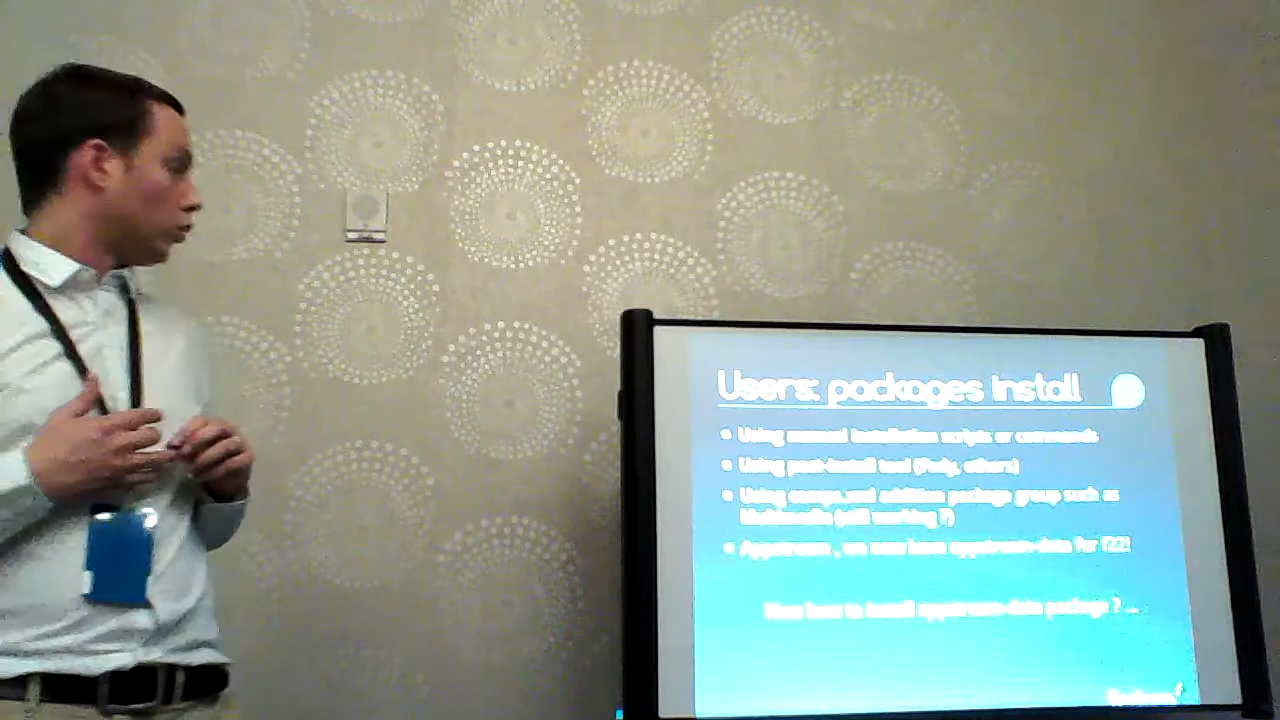 Users: packages install
Using manual installation scripts or commands
Using post-install tool (Fedy, others)
Using comps.xml addition package group such as
(still working ?)
Appstream , we now have appstream-data for f22!
how to install appstream-data package ? ...